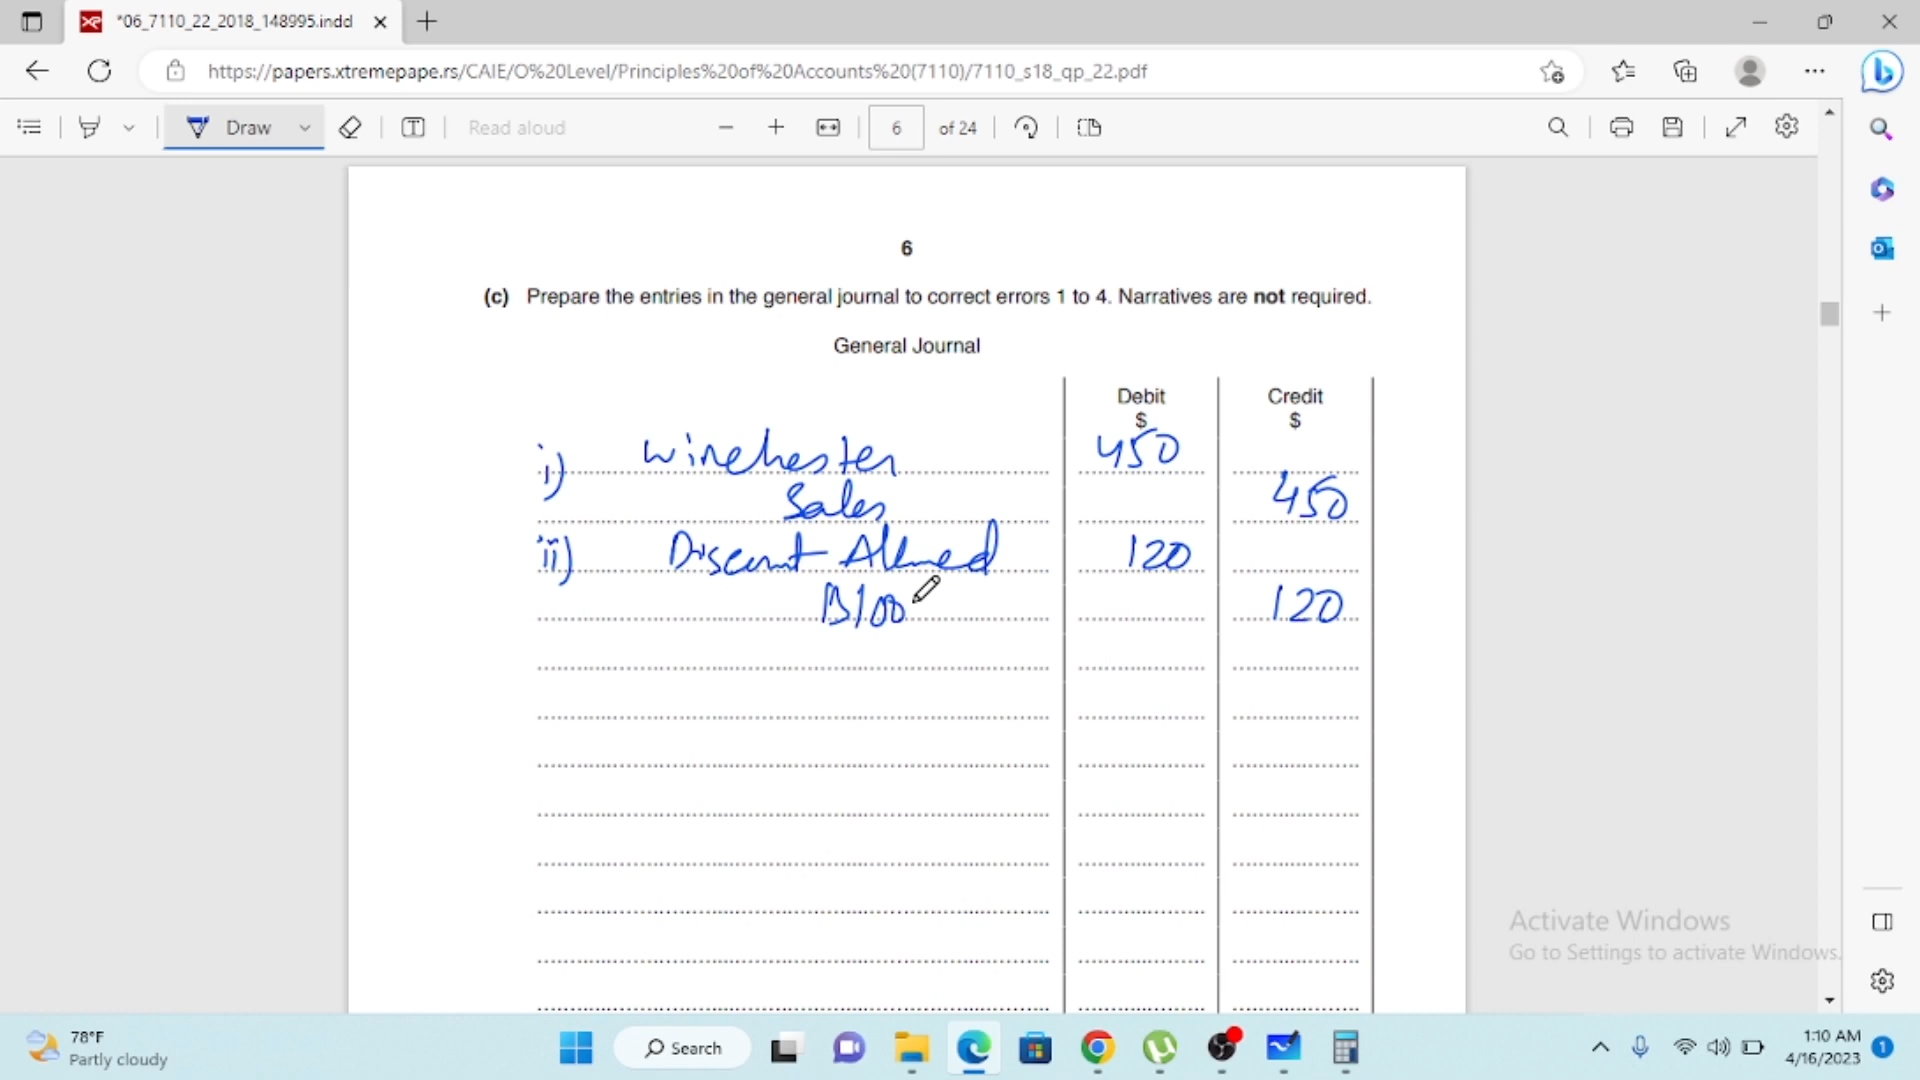 *06_7110_22_2018_148995.indd
https://papers.xtremepape.rs/CAIE/O%20Level/Principles%20of%20Accounts%20(7110)/7110_s18_qp_22.pdf
Draw
Read aloud
6 of 24
6
(c) Prepare the entries in the general journal to correct errors 1 to 4. Narratives are not required.
General Journal
Debit Credit
$ $
i) Winchester 450
Sales 450
ii) Discount Allowed 120
120
Activate Windows
Go to Settings to activate Windows.
78°F
Partly cloudy
Search
1:10 AM
4/16/2023
1